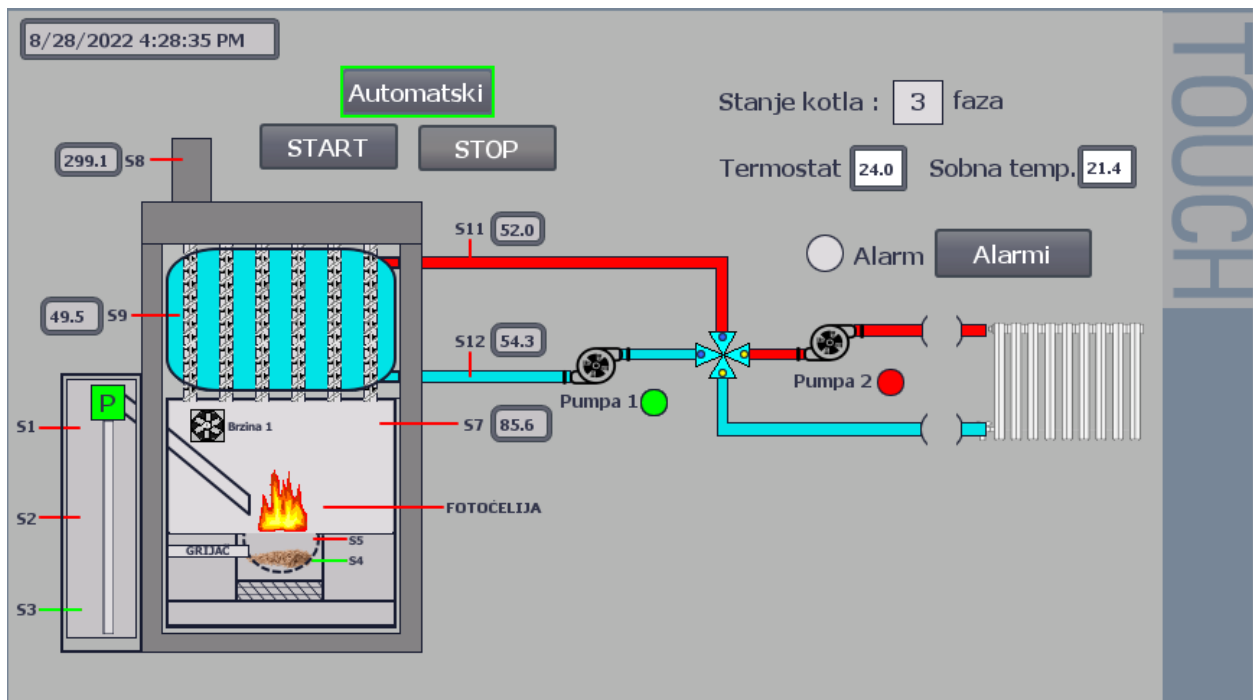 8/28/2022 4:28:35 PM
TOUCH
Automatski
START
STOP
Stanje kotla : 3 faza
Termostat 24.0 Sobna temp. 21.4
Alarm
Alarmi
299.1 S8
S11 52.0
49.5 S9
S12 54.3
Pumpa 1
Pumpa 2
P
S1
Brzina 1
S7 85.6
S2
FOTOĆELIJA
S5
GRIJAČ
S4
S3